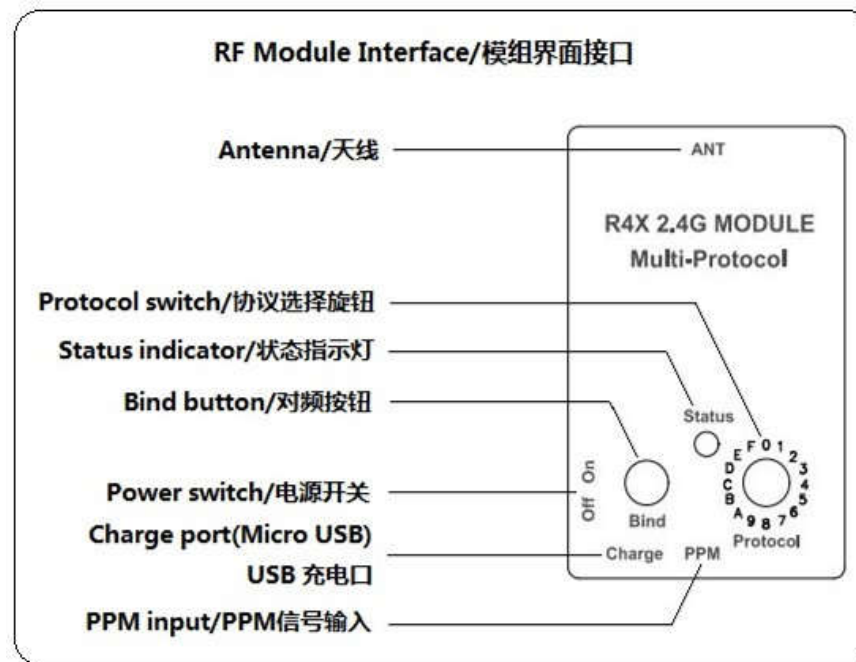 RF Module Interface/模组界面接口
Antenna/天线
ANT
R4X 2.4G MODULE
Multi-Protocol
Protocol switch/协议选择旋钮
Status indicator/状态指示灯
Bind button/对频按钮
Status
F 0 1 2 3 4 5 6 7 8 9 A B C D E
Power switch/电源开关
Off On
Bind
Protocol
Charge port(Micro USB)
USB 充电口
Charge PPM
PPM input/PPM信号输入